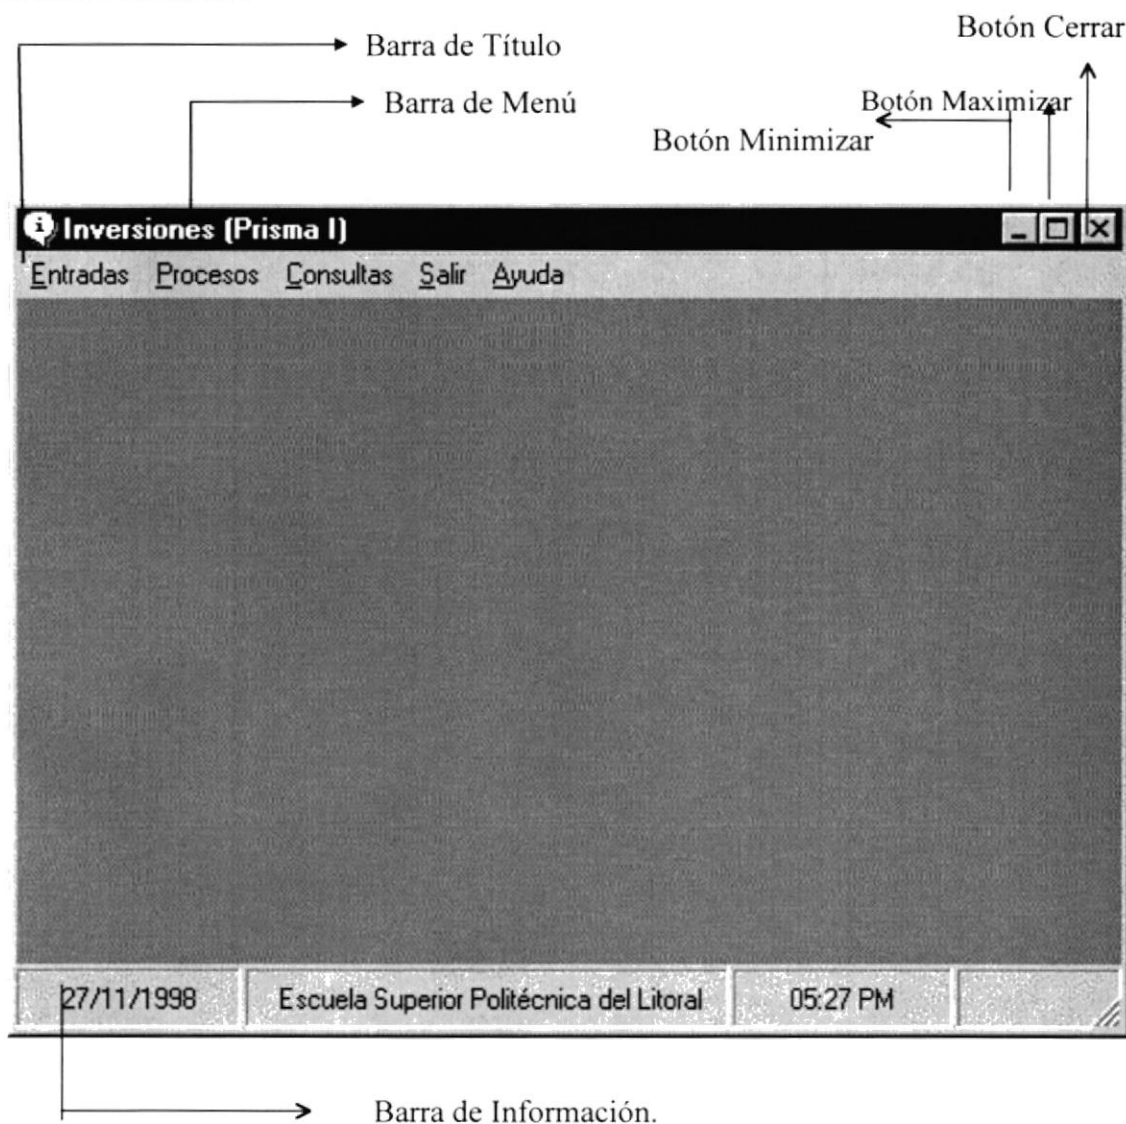 Botón Cerrar
Barra de Título
Barra de Menú
Botón Maximizar
Botón Minimizar
Inversiones (Prisma I)
Entradas Procesos Consultas Salir Ayuda
27/11/1998 Escuela Superior Politécnica del Litoral 05:27 PM
Barra de Información.